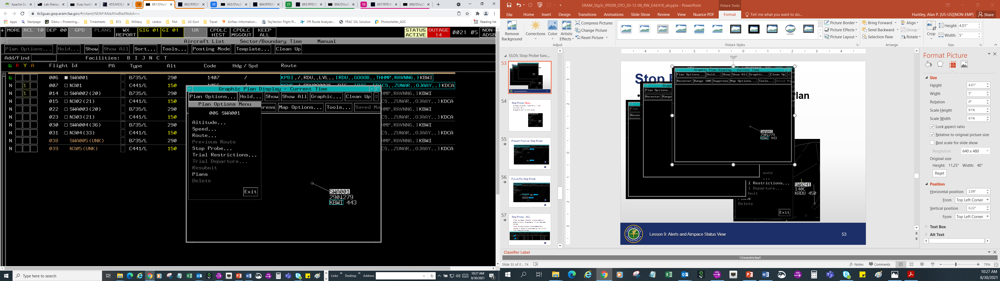 Apache Gu
Lab Manag
Guac huntl
455/MCG:M
14
861/DVu:D
862/RPD:RI
20
863/DVu:D
864/RPD:RI
21
865/RPD:RI
866/DVu:D
16
867/RPD:RI
868/DVu:D
tb3guac.gwp.eram.faa.gov/#/client/NDM1MzkAYwBteXNxbA==
Apps
Startpage
Gibiru – Protecting...
Timesheets
ECS
Military
Leidos
FAA
US Govt
Travel
AirNav: Information...
SkyVector: Flight Pl...
IFR Route Analyzer...
FRAC SSL Solution
Photoshelter_AOC
Reading list
MORE ACL 10 DEP 00 GPD PLANS WX REPORT SIG 01 GI 01 UA CPDLC HIST CPDLC MSGOUT KEEP ALL STATUS ACTIVE OUTAGE 14 0021 05 NON-ADSB
Aircraft List Sector/Boundary Time Manual
Plan Options... Hold... Show Show All Sort... Tools... Posting Mode Template... Clean Up
Add/Find Facilities: B I J N C T
R Y A Flight Id PA Type Alt Code Hdg / Spd Route
006 SWA001 B735/L 290 1407 / KPBI./.RDU..LVL..[RDU..GOOOB..THHMP.RAVNN6.]KBWI
N 1 007 N301 C441/L 150 KDCA
N 1 014 SWA002(20) B735/L 290 HMP.RAVNN6.]KBWI
N 015 N302(21) C441/L 150 CS..ZUNAR..OJAAY..]KDCA
N 022 SWA003(20) B735/L 290 HMP.RAVNN6.]KBWI
N 023 N303(21) C441/L 150 CS..ZUNAR..OJAAY..]KDCA
N 030 SWA004(36) B735/L 290 HMP.RAVNN6.]KBWI
N 031 N304(33) C441/L 150 CS..ZUNAR..OJAAY..]KDCA
N 038 SWA005(UNK) B735/L 290 HMP.RAVNN6.]KBWI
N 039 N305(UNK) C441/L 150 CS..ZUNAR..OJAAY..]KDCA
Graphic Plan Display - Current Time
Plan Options... Hold... Show Show All Graphic... Clean Up
press Map Options... Tools... Saved Ma
Plan Options Menu
006 SWA001
Altitude...
Speed...
Route...
Previous Route
Stop Probe...
Trial Restrictions...
Trial Departure...
Resubmit
Plans
Delete
Exit
SWA001
290↓279
KBWI 443
Type here to search
Links
Desktop
Address
10:27 AM
8/30/2021
ERAM_Stg3c_PRS09_OTO_20-12-08_RW_EAE410_ah.pptx - PowerPoint
Picture Tools
File Home Insert Design Transitions Animations Slide Show Review View Nuance PDF Format Tell me what you want to do...
Huntley, Alan P. [US-US](NON-EMP)
Share
Remove Background
Corrections
Color
Artistic Effects
Compress Pictures
Change Picture
Reset Picture
Adjust
Picture Styles
Picture Border
Picture Effects
Picture Layout
Bring Forward
Send Backward
Selection Pane
Align
Group
Rotate
Arrange
Crop
Height: 4.01"
Width: 5"
Size
ELO5: Stop Probe func...
53
54
Stop Probe Menu
55
Present Position Stop Probe
56
Future Fix Stop Probe
57
Stop Probe - ACL
Stop
Plan
Graphic Plan Display - Current Time
Plan Options... Hold... Show Show All Graphic... Clean Up
Recenter Range 100 Suppress Map Options... Tools... Saved Ma
SWA001
290↓279
KBWI 443
Plan Options..
Recenter Range
Recen
oute
l Restrictions...
l Departure...
bmit
Plans
Delete
Exit
SWA241
140C
KRDU 450
Lesson 9: Alerts and Airspace Status View
53
Format Picture
Size
Height 4.01"
Width 5"
Rotation 0°
Scale Height 61%
Scale Width 61%
Lock aspect ratio
Relative to original picture size
Best scale for slide show
Resolution 640 x 480
Original size
Height: 11.25" Width: 40"
Reset
Position
Horizontal position 2.09"
From Top Left Corner
Vertical position 0.22"
From Top Left Corner
Text Box
Alt Text
Classifier Label
Unrestricted
Slide 53 of 0 .. 74
Notes
Comments
79%
10:27 AM
8/30/2021